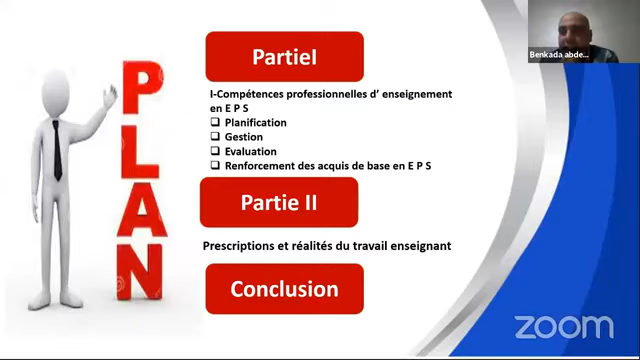 Benkada abde...
PLAN
PartieI
I-Compétences professionnelles d' enseignement
en E P S
❑ Planification
❑ Gestion
❑ Evaluation
❑ Renforcement des acquis de base en E P S
Partie II
Prescriptions et réalités du travail enseignant
Conclusion
zoom